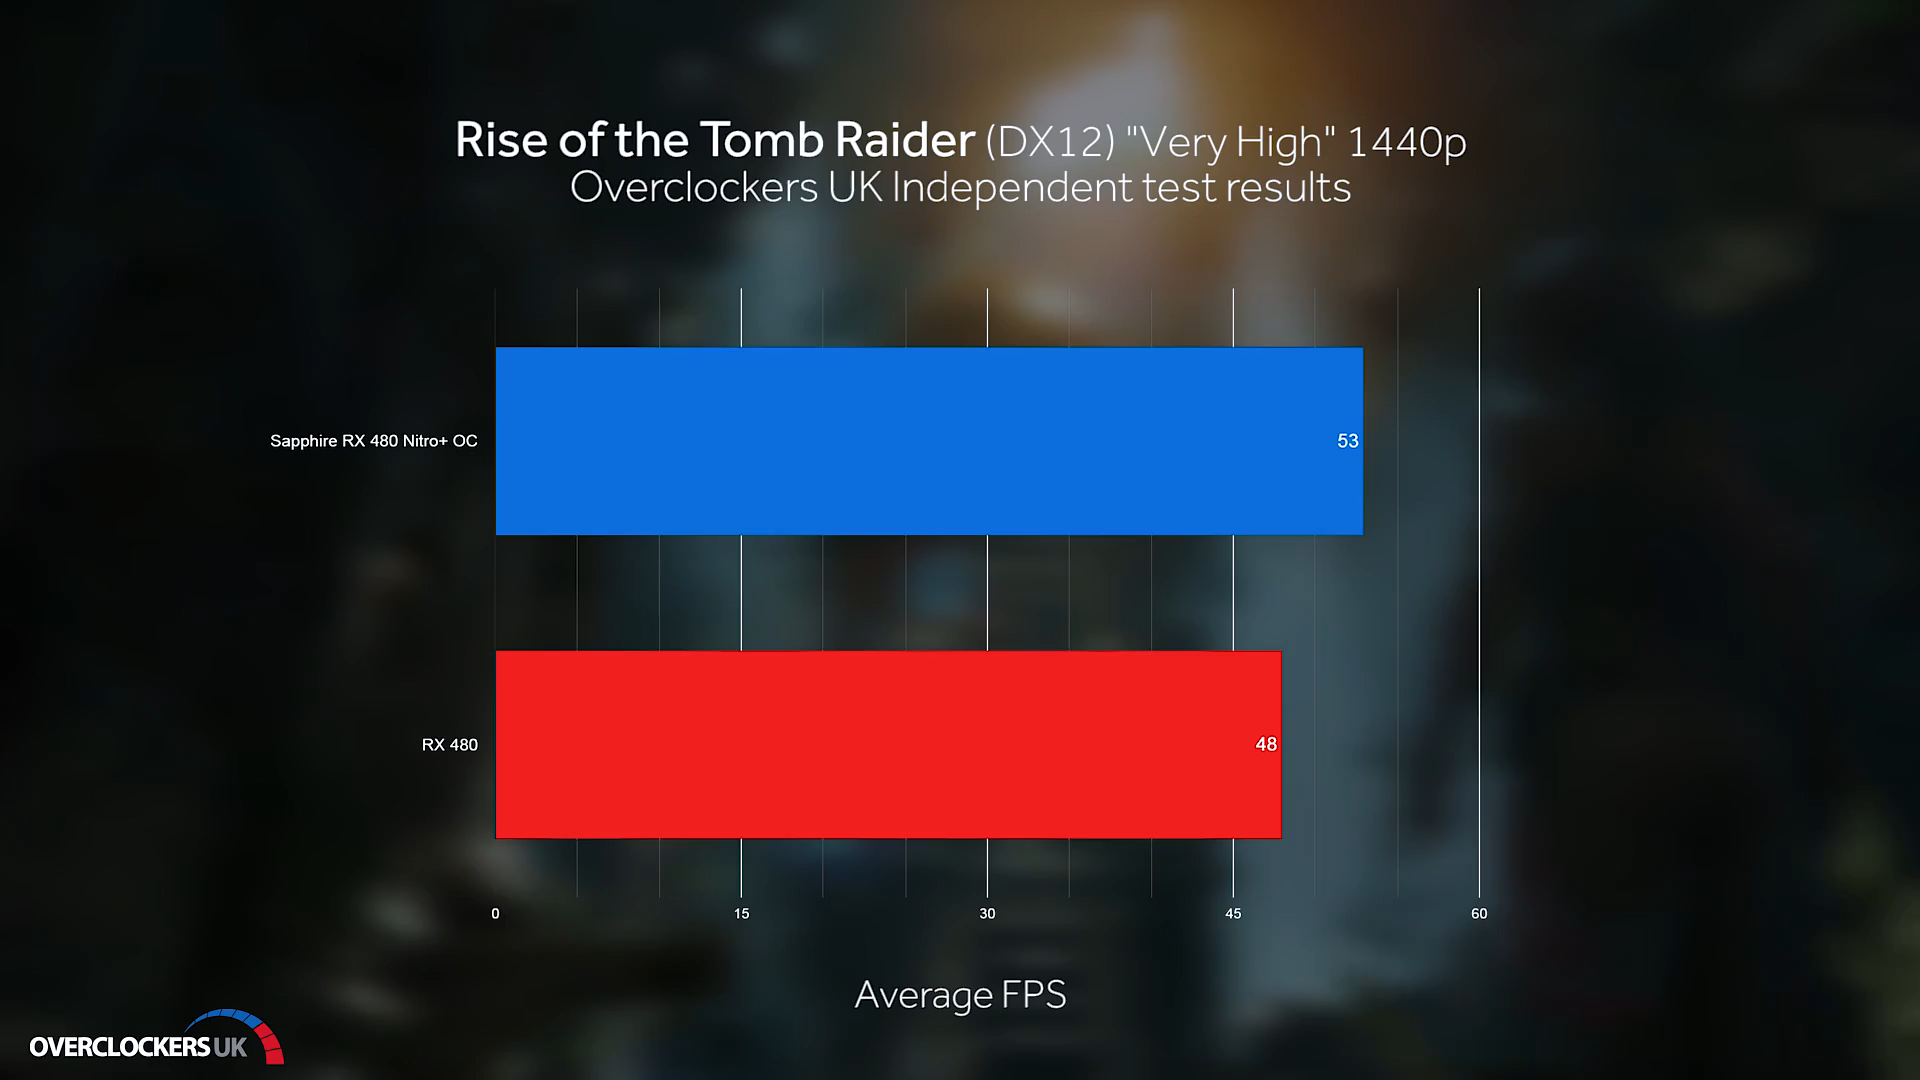 Rise of the Tomb Raider (DX12) "Very High" 1440p
Overclockers UK Independent test results
Sapphire RX 480 Nitro+ OC
53
RX 480
48
0 15 30 45 60
Average FPS
OVERCLOCKERS UK